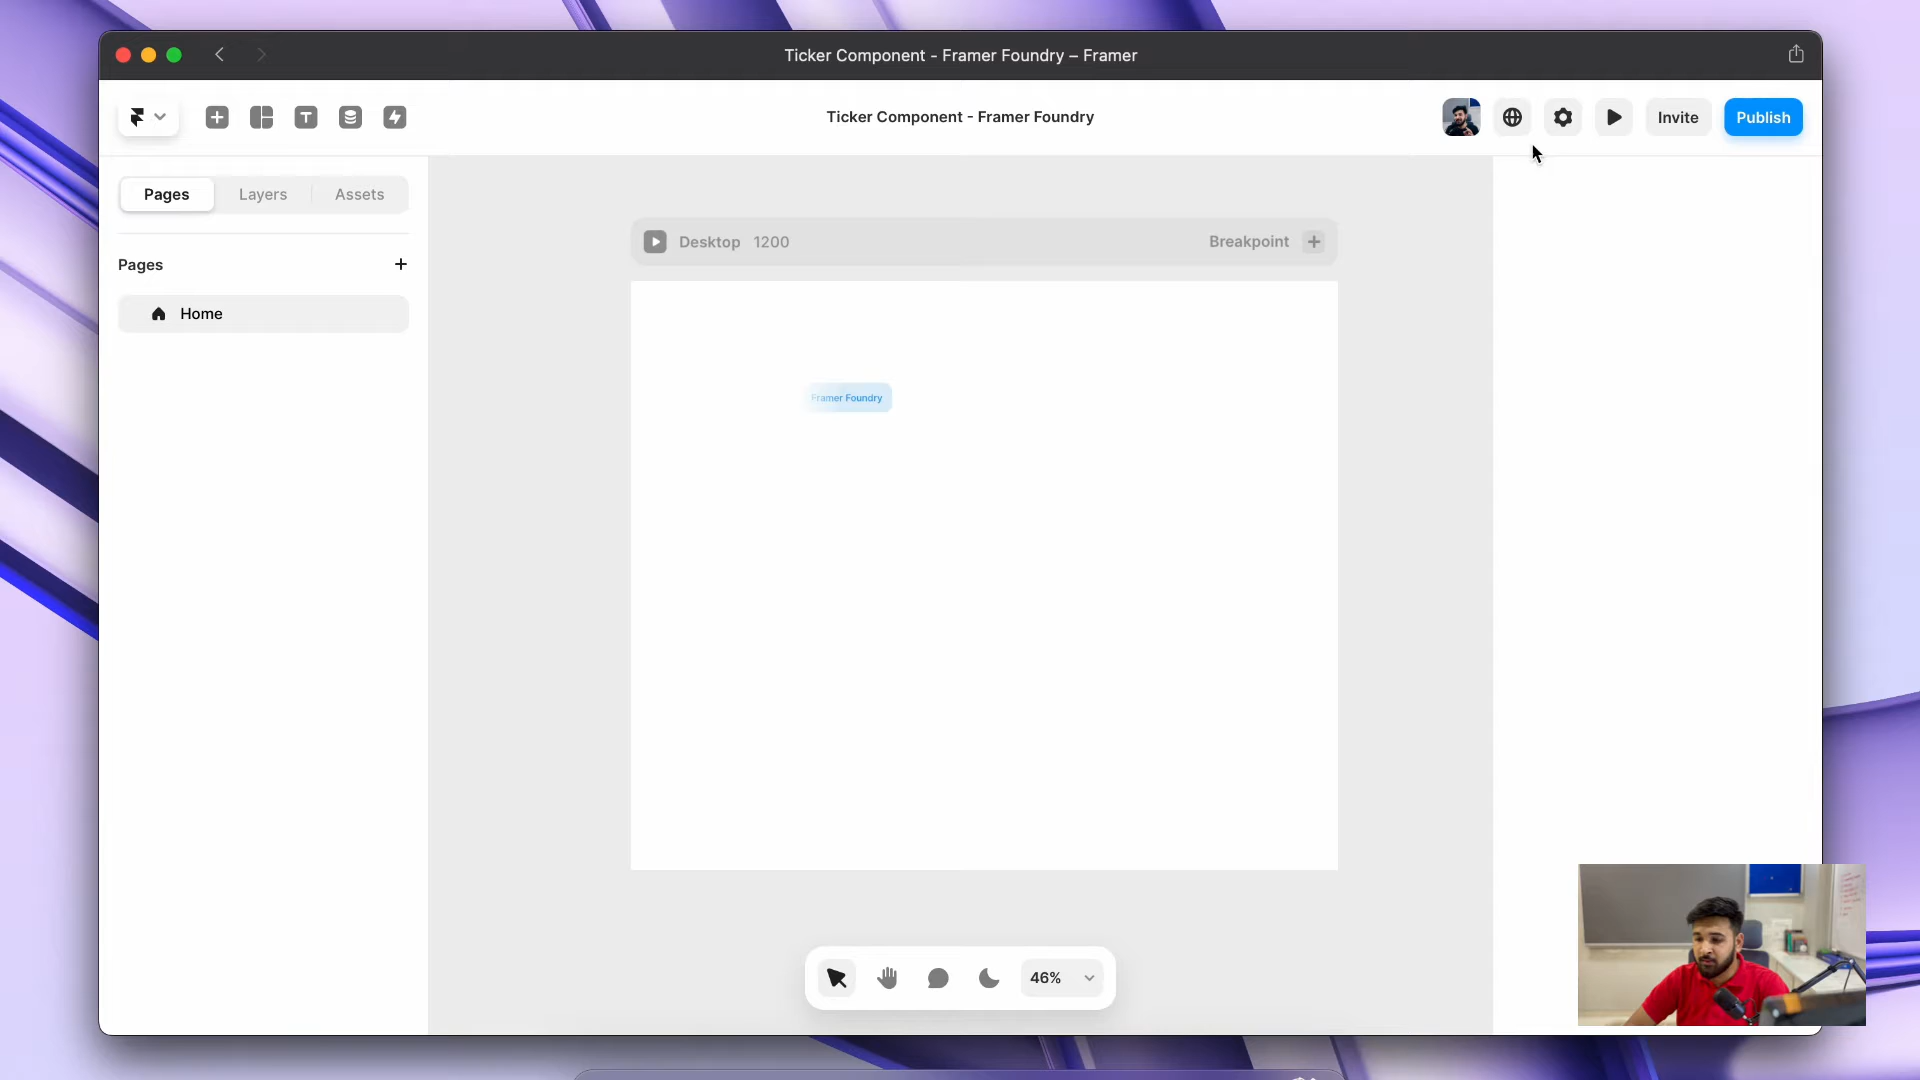 Ticker Component - Framer Foundry – Framer
Ticker Component - Framer Foundry
Invite
Publish
Pages
Layers
Assets
Pages
Home
Desktop 1200
Breakpoint
Framer Foundry
46%